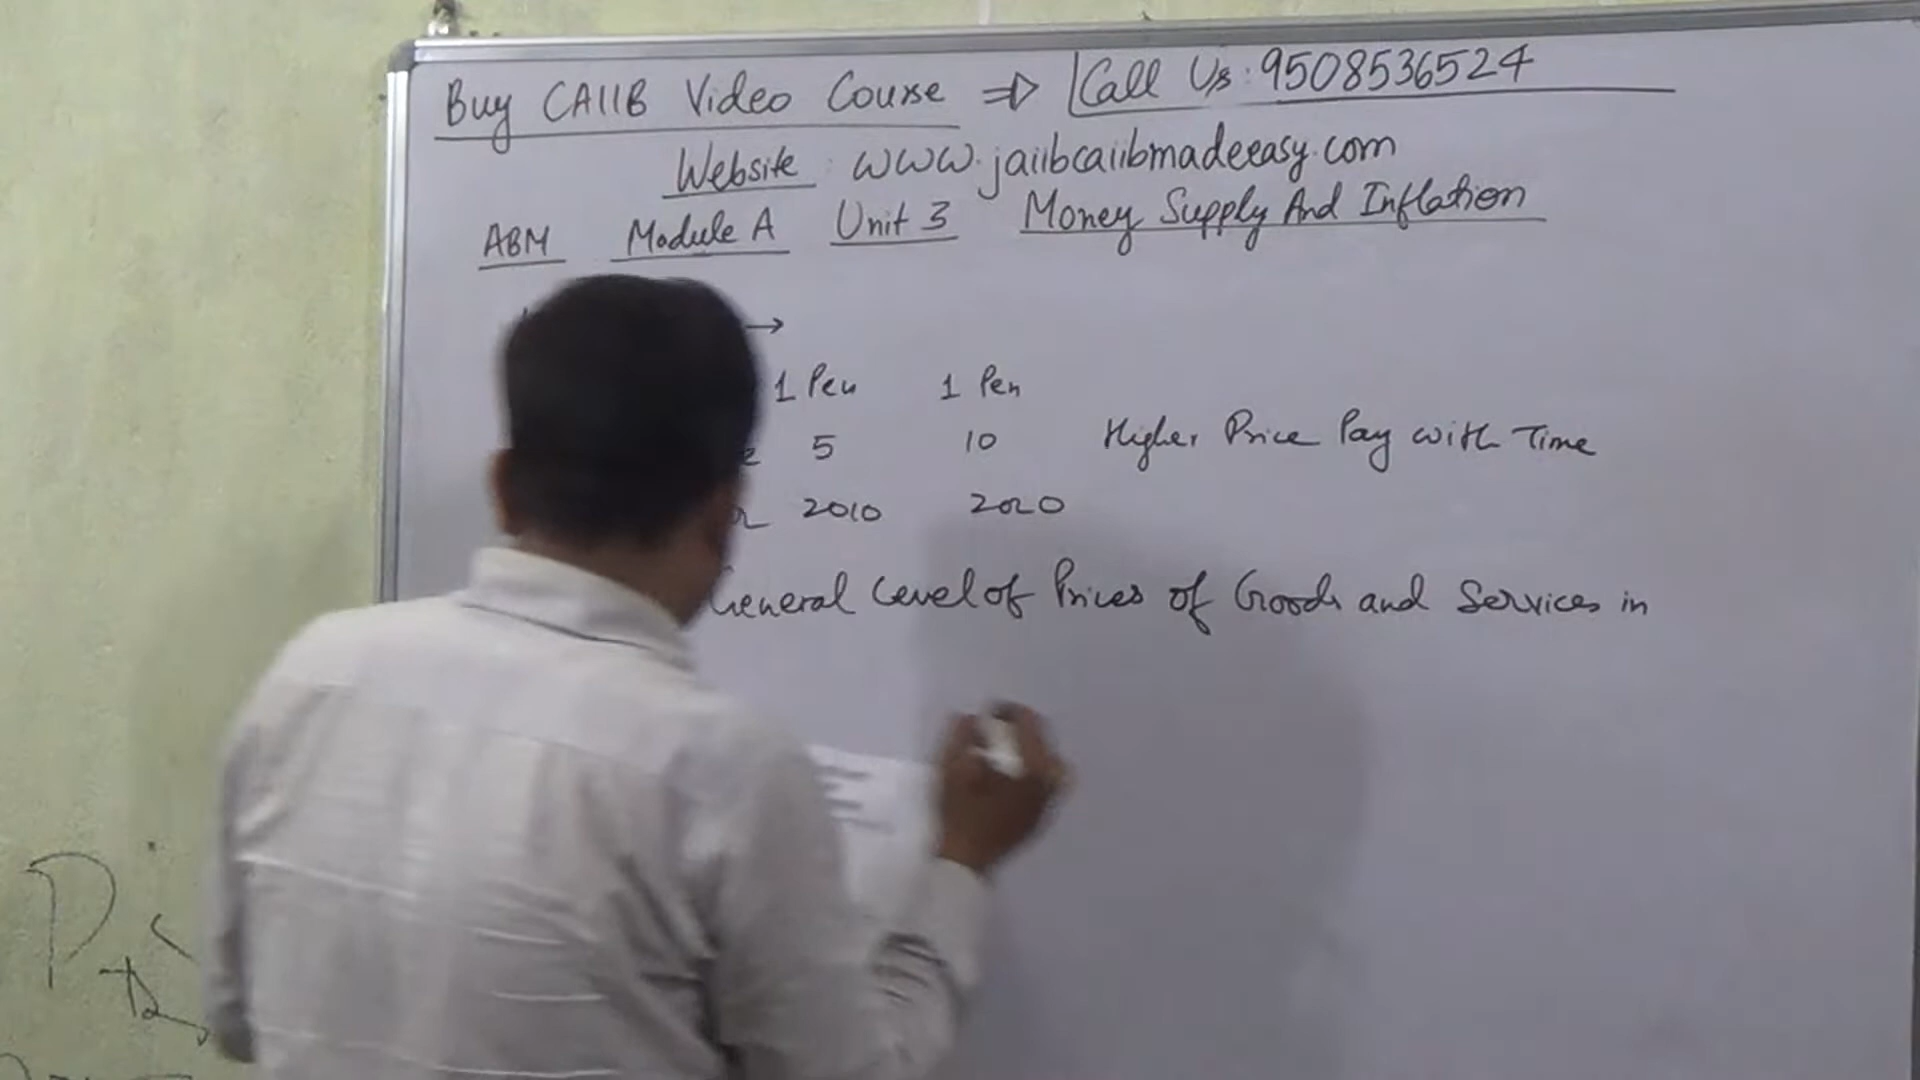 Buy CAIIB Video Course ⇒ Call Us: 9508536524
Website: www.jaiibcaiibmadeeasy.com
ABM Module A Unit 3 Money Supply And Inflation
→
1 Pen 1 Pen
5 10 Higher Price Pay with Time
2010 2020
General Level of Prices of Goods and Services in